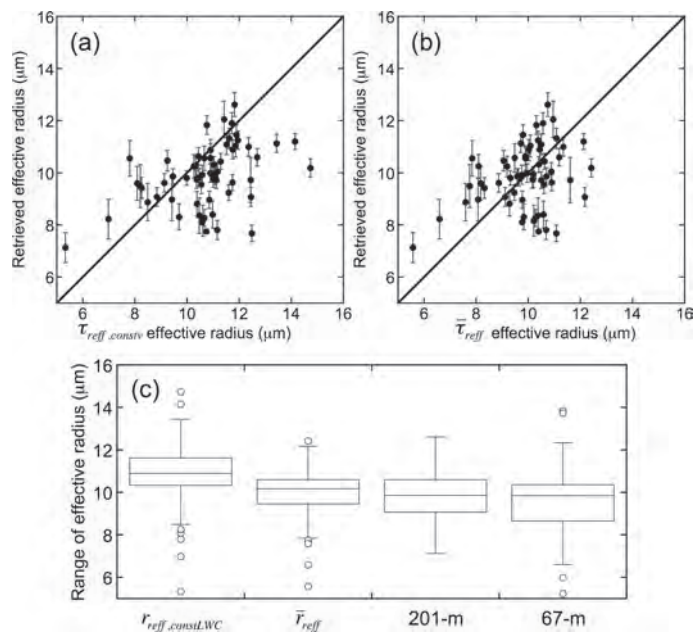 16
14
12
10
8
6
(a)
Retrieved effective radius (μm)
6 8 10 12 14 16
τ_reff,constv effective radius (μm)
16
14
12
10
8
6
(b)
Retrieved effective radius (μm)
6 8 10 12 14 16
τ̅_reff. effective radius (μm)
16
14
12
10
8
6
(c)
Range of effective radius (μm)
r_reff,constLWC r̅_reff 201-m 67-m